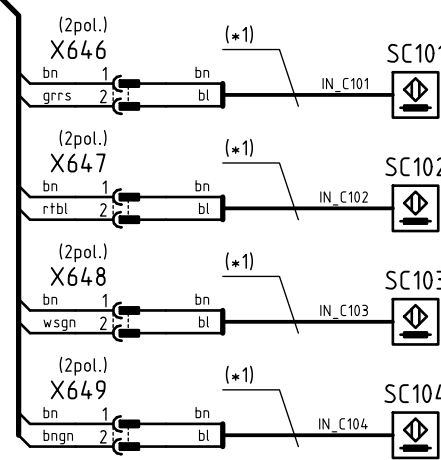 (2pol.)
X646
(*1)
SC101
bn 1 bn
IN_C101
grrs 2 bl
(2pol.)
X647
(*1)
SC102
bn 1 bn
IN_C102
rtbl 2 bl
(2pol.)
X648
(*1)
SC103
bn 1 bn
IN_C103
wsgn 2 bl
(2pol.)
X649
(*1)
SC104
bn 1 bn
IN_C104
bngn 2 bl